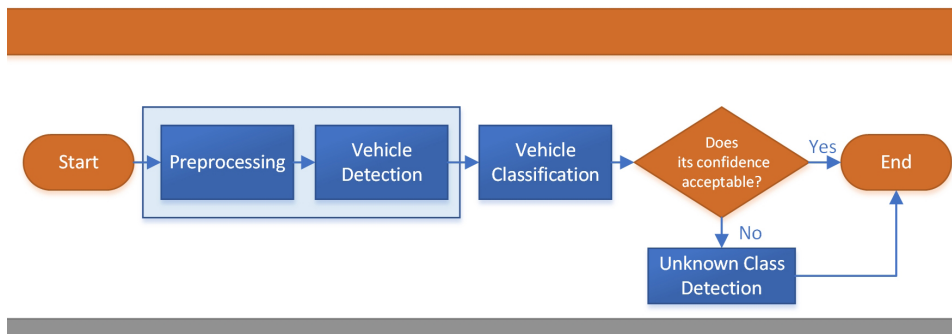 Start
Preprocessing
Vehicle
Detection
Vehicle
Classification
Does
its confidence
acceptable?
Yes
End
No
Unknown Class
Detection